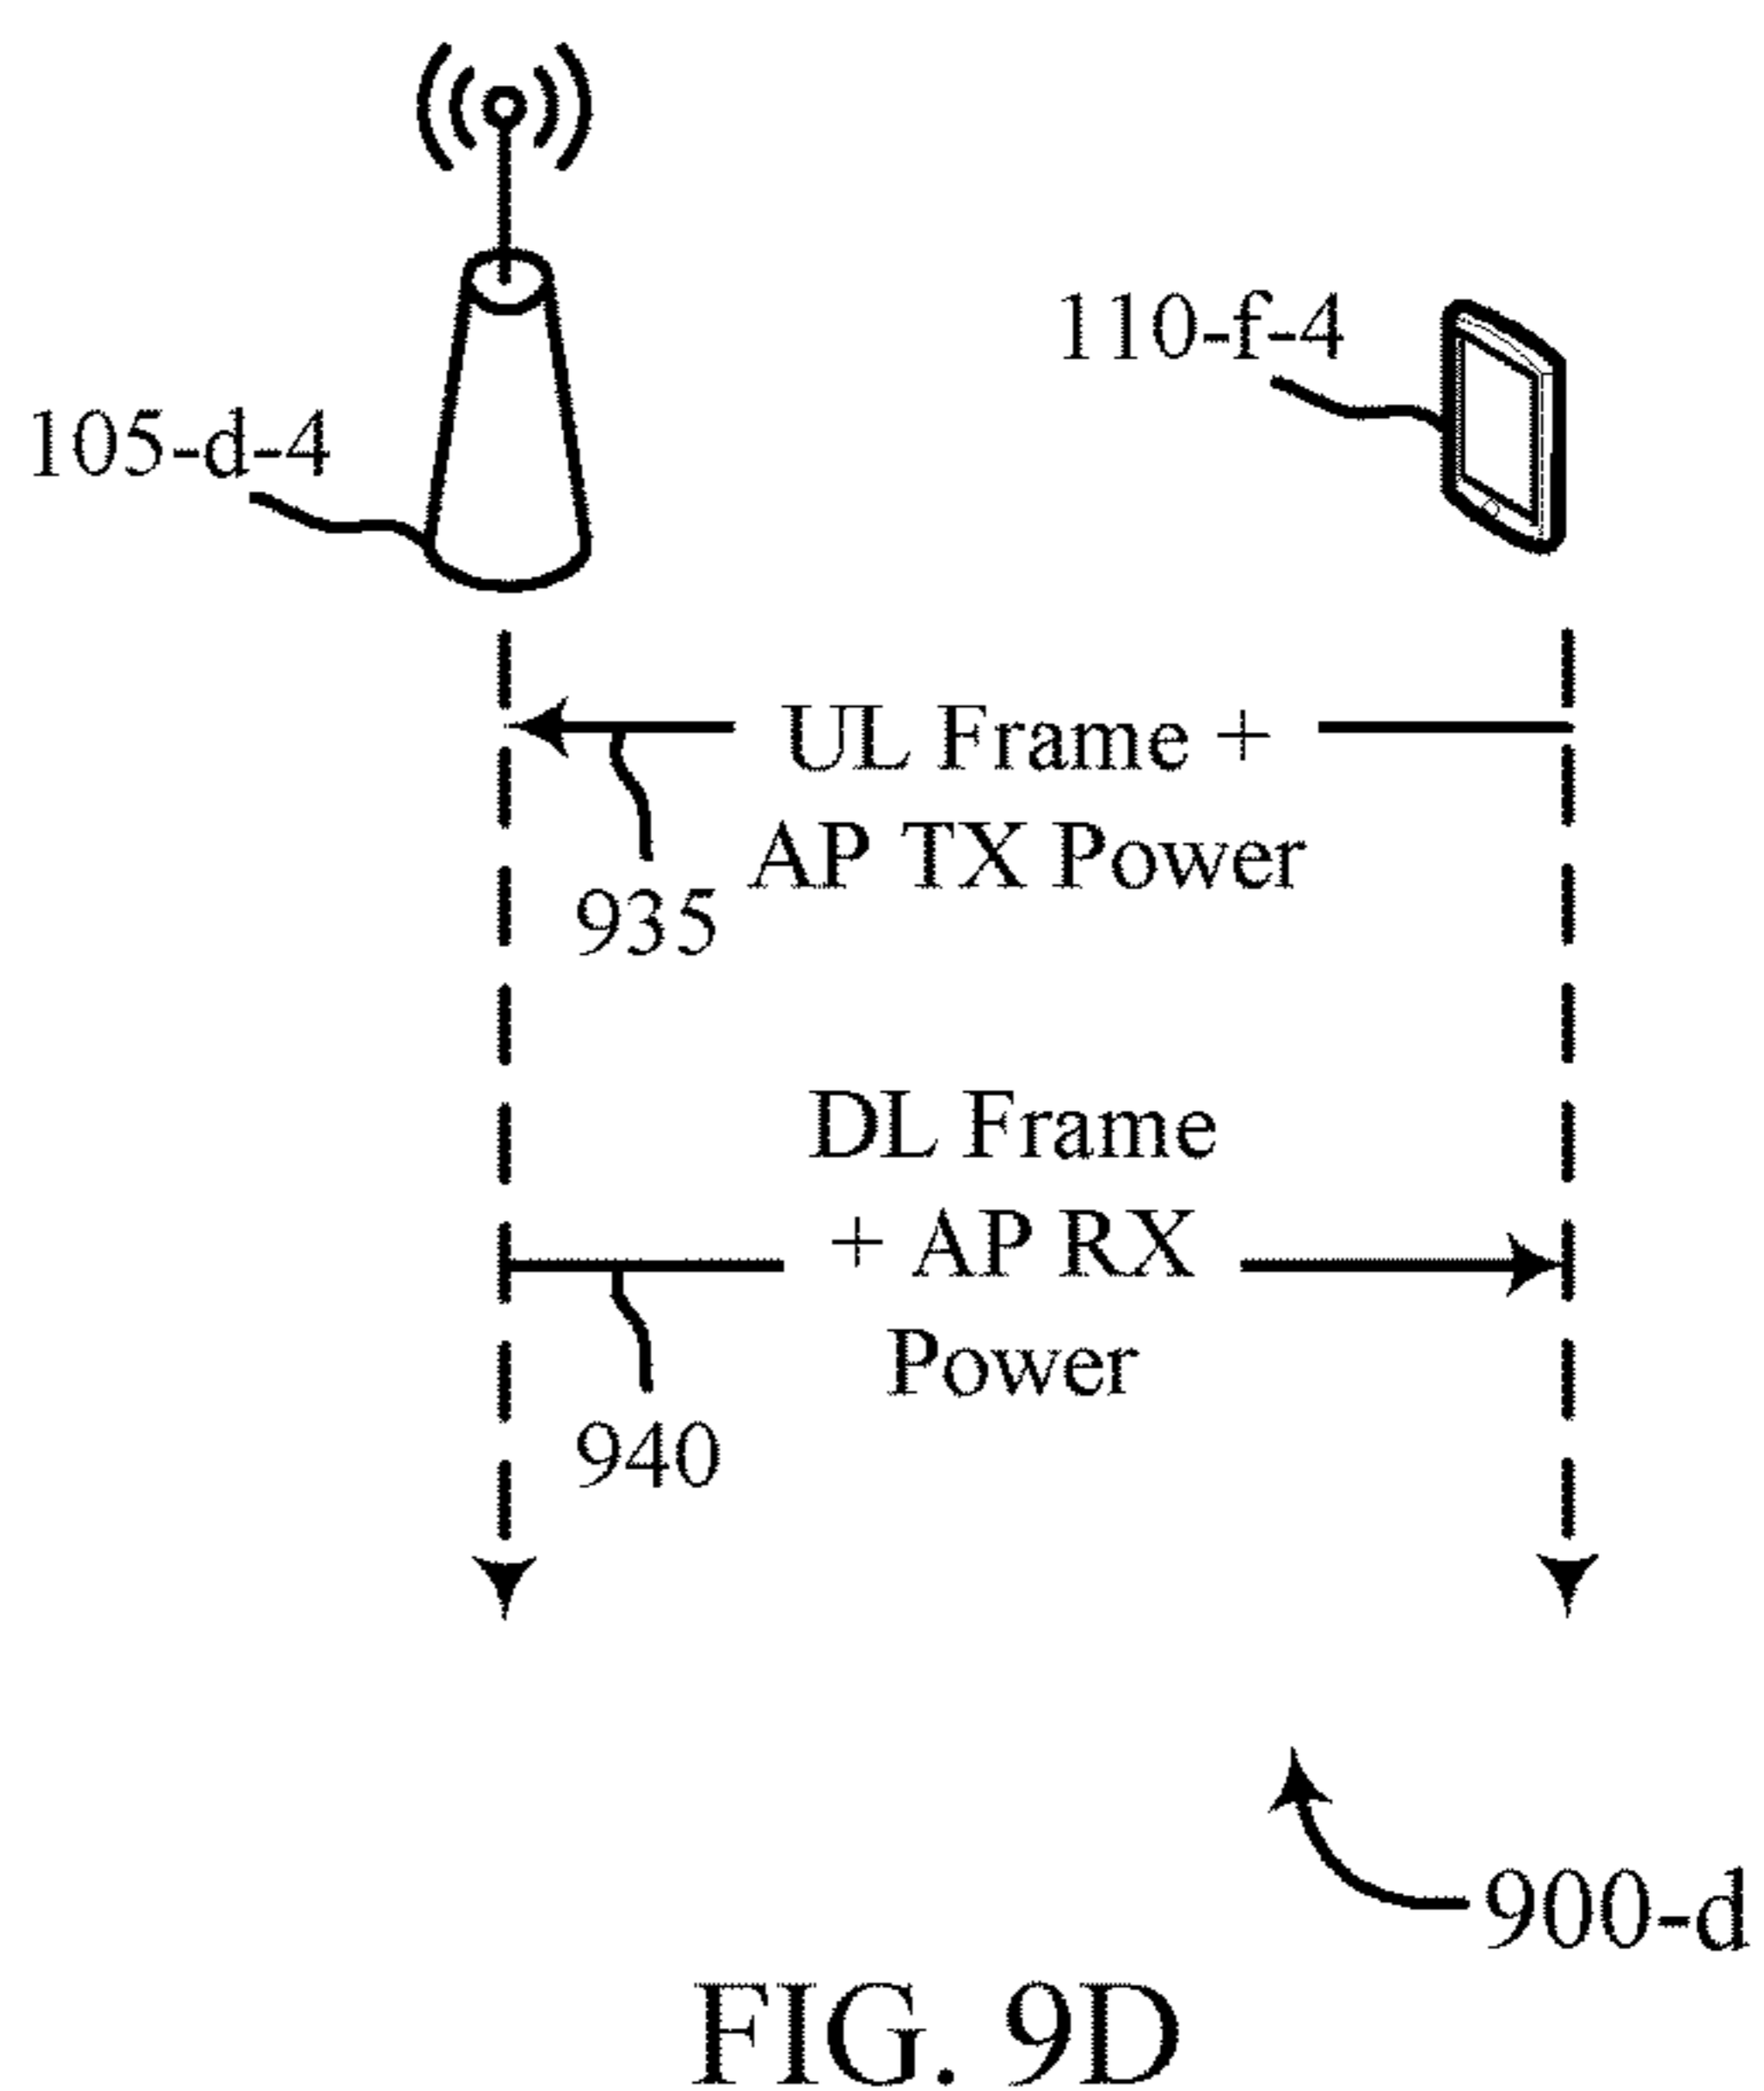 110-f-4
105-d-4
UL Frame +
AP TX Power
935
DL Frame
+ AP RX
Power
940
900-d
FIG. 9D